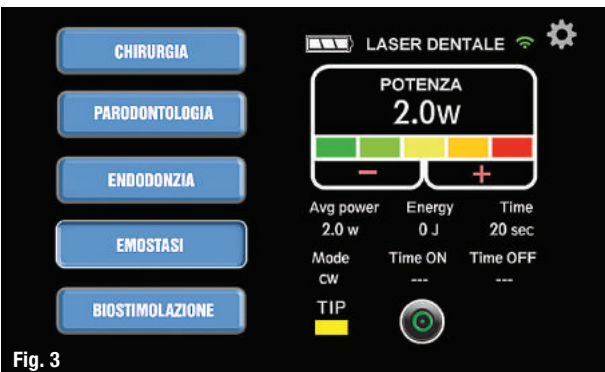 CHIRURGIA
PARODONTOLOGIA
ENDODONZIA
EMOSTASI
BIOSTIMOLAZIONE
LASER DENTALE
POTENZA
2.0W
− +
Avg power Energy Time
2.0 w 0 J 20 sec
Mode Time ON Time OFF
CW --- ---
TIP
Fig. 3